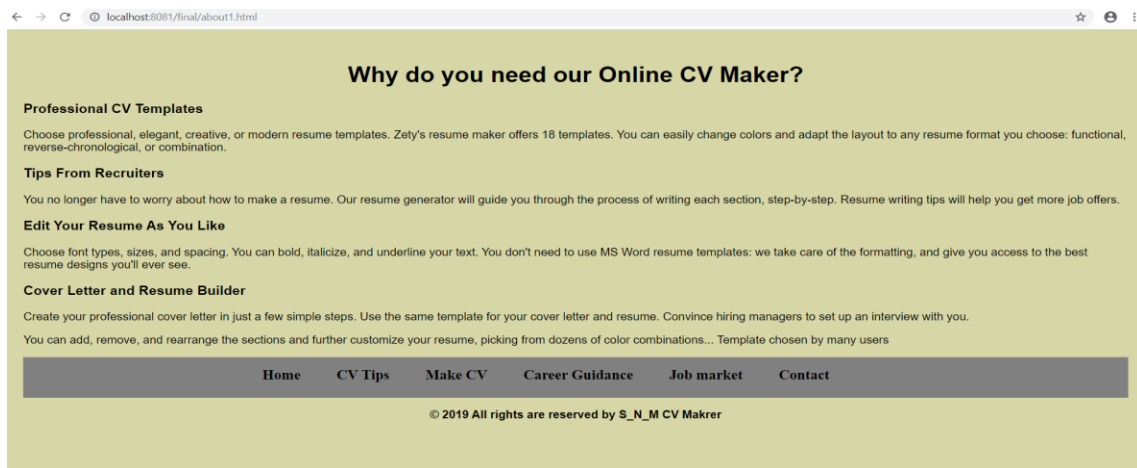 localhost:8081/final/about1.html
Why do you need our Online CV Maker?
Professional CV Templates
Choose professional, elegant, creative, or modern resume templates. Zety's resume maker offers 18 templates. You can easily change colors and adapt the layout to any resume format you choose: functional,
reverse-chronological, or combination.
Tips From Recruiters
You no longer have to worry about how to make a resume. Our resume generator will guide you through the process of writing each section, step-by-step. Resume writing tips will help you get more job offers.
Edit Your Resume As You Like
Choose font types, sizes, and spacing. You can bold, italicize, and underline your text. You don't need to use MS Word resume templates: we take care of the formatting, and give you access to the best
resume designs you'll ever see.
Cover Letter and Resume Builder
Create your professional cover letter in just a few simple steps. Use the same template for your cover letter and resume. Convince hiring managers to set up an interview with you.
You can add, remove, and rearrange the sections and further customize your resume, picking from dozens of color combinations... Template chosen by many users
Home CV Tips Make CV Career Guidance Job market Contact
© 2019 All rights are reserved by S_N_M CV Makrer